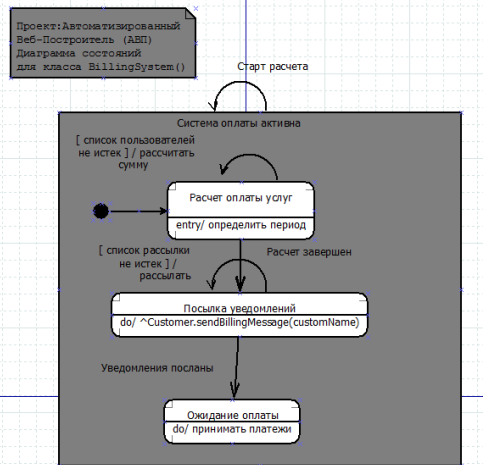 Проект:Автоматизированный
Веб-Построитель (АВП)
Диаграмма состояний
для класса BillingSystem()
Старт расчета
Система оплаты активна
[ список пользователей
не истек ] / рассчитать
сумму
Расчет оплаты услуг
entry/ определить период
[ список рассылки
не истек ] /
рассылать
Расчет завершен
Посылка уведомлений
do/ ^Customer.sendBillingMessage(customName)
Уведомления посланы
Ожидание оплаты
do/ принимать платежи